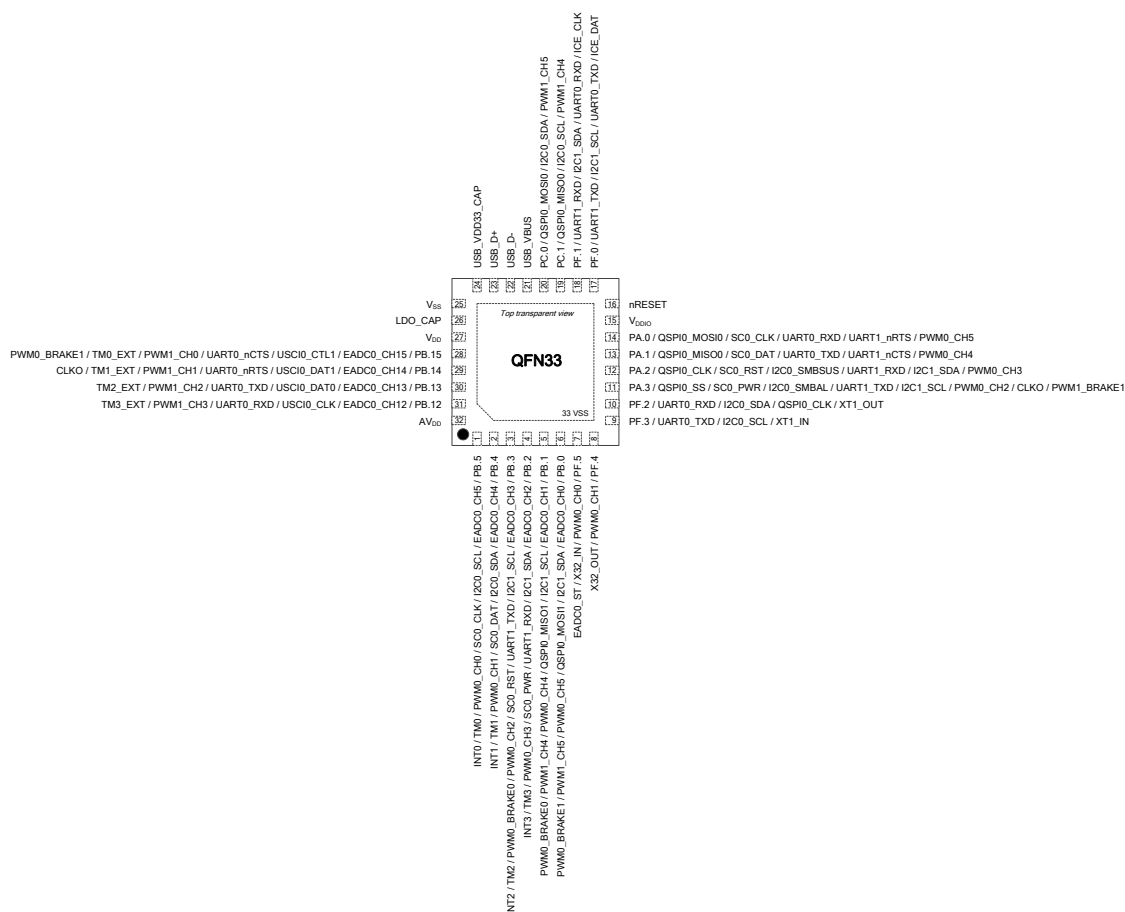 USB_VDD33_CAP
USB_D+
USB_D-
USB_VBUS
PC.0 / QSPI0_MOSI0 / I2C0_SDA / PWM1_CH5
PC.1 / QSPI0_MISO0 / I2C0_SCL / PWM1_CH4
PF.1 / UART1_RXD / I2C1_SDA / UART0_RXD / ICE_CLK
PF.0 / UART1_TXD / I2C1_SCL / UART0_TXD / ICE_DAT
24
23
22
21
20
19
18
17
VSS 25
LDO_CAP 26
VDD 27
PWM0_BRAKE1 / TM0_EXT / PWM1_CH0 / UART0_nCTS / USCI0_CTL1 / EADC0_CH15 / PB.15 28
CLKO / TM1_EXT / PWM1_CH1 / UART0_nRTS / USCI0_DAT1 / EADC0_CH14 / PB.14 29
TM2_EXT / PWM1_CH2 / UART0_TXD / USCI0_DAT0 / EADC0_CH13 / PB.13 30
TM3_EXT / PWM1_CH3 / UART0_RXD / USCI0_CLK / EADC0_CH12 / PB.12 31
AVDD 32
Top transparent view
QFN33
33 VSS
16 nRESET
15 VDDIO
14 PA.0 / QSPI0_MOSI0 / SC0_CLK / UART0_RXD / UART1_nRTS / PWM0_CH5
13 PA.1 / QSPI0_MISO0 / SC0_DAT / UART0_TXD / UART1_nCTS / PWM0_CH4
12 PA.2 / QSPI0_CLK / SC0_RST / I2C0_SMBSUS / UART1_RXD / I2C1_SDA / PWM0_CH3
11 PA.3 / QSPI0_SS / SC0_PWR / I2C0_SMBAL / UART1_TXD / I2C1_SCL / PWM0_CH2 / CLKO / PWM1_BRAKE1
10 PF.2 / UART0_RXD / I2C0_SDA / QSPI0_CLK / XT1_OUT
9 PF.3 / UART0_TXD / I2C0_SCL / XT1_IN
1
2
3
4
5
6
7
8
INT0 / TM0 / PWM0_CH0 / SC0_CLK / I2C0_SCL / EADC0_CH5 / PB.5
INT1 / TM1 / PWM0_CH1 / SC0_DAT / I2C0_SDA / EADC0_CH4 / PB.4
NT2 / TM2 / PWM0_BRAKE0 / PWM0_CH2 / SC0_RST / UART1_TXD / I2C1_SCL / EADC0_CH3 / PB.3
INT3 / TM3 / PWM0_CH3 / SC0_PWR / UART1_RXD / I2C1_SDA / EADC0_CH2 / PB.2
PWM0_BRAKE0 / PWM1_CH4 / PWM0_CH4 / QSPI0_MISO1 / I2C1_SCL / EADC0_CH1 / PB.1
PWM0_BRAKE1 / PWM1_CH5 / PWM0_CH5 / QSPI0_MOSI1 / I2C1_SDA / EADC0_CH0 / PB.0
EADC0_ST / X32_IN / PWM0_CH0 / PF.5
X32_OUT / PWM0_CH1 / PF.4